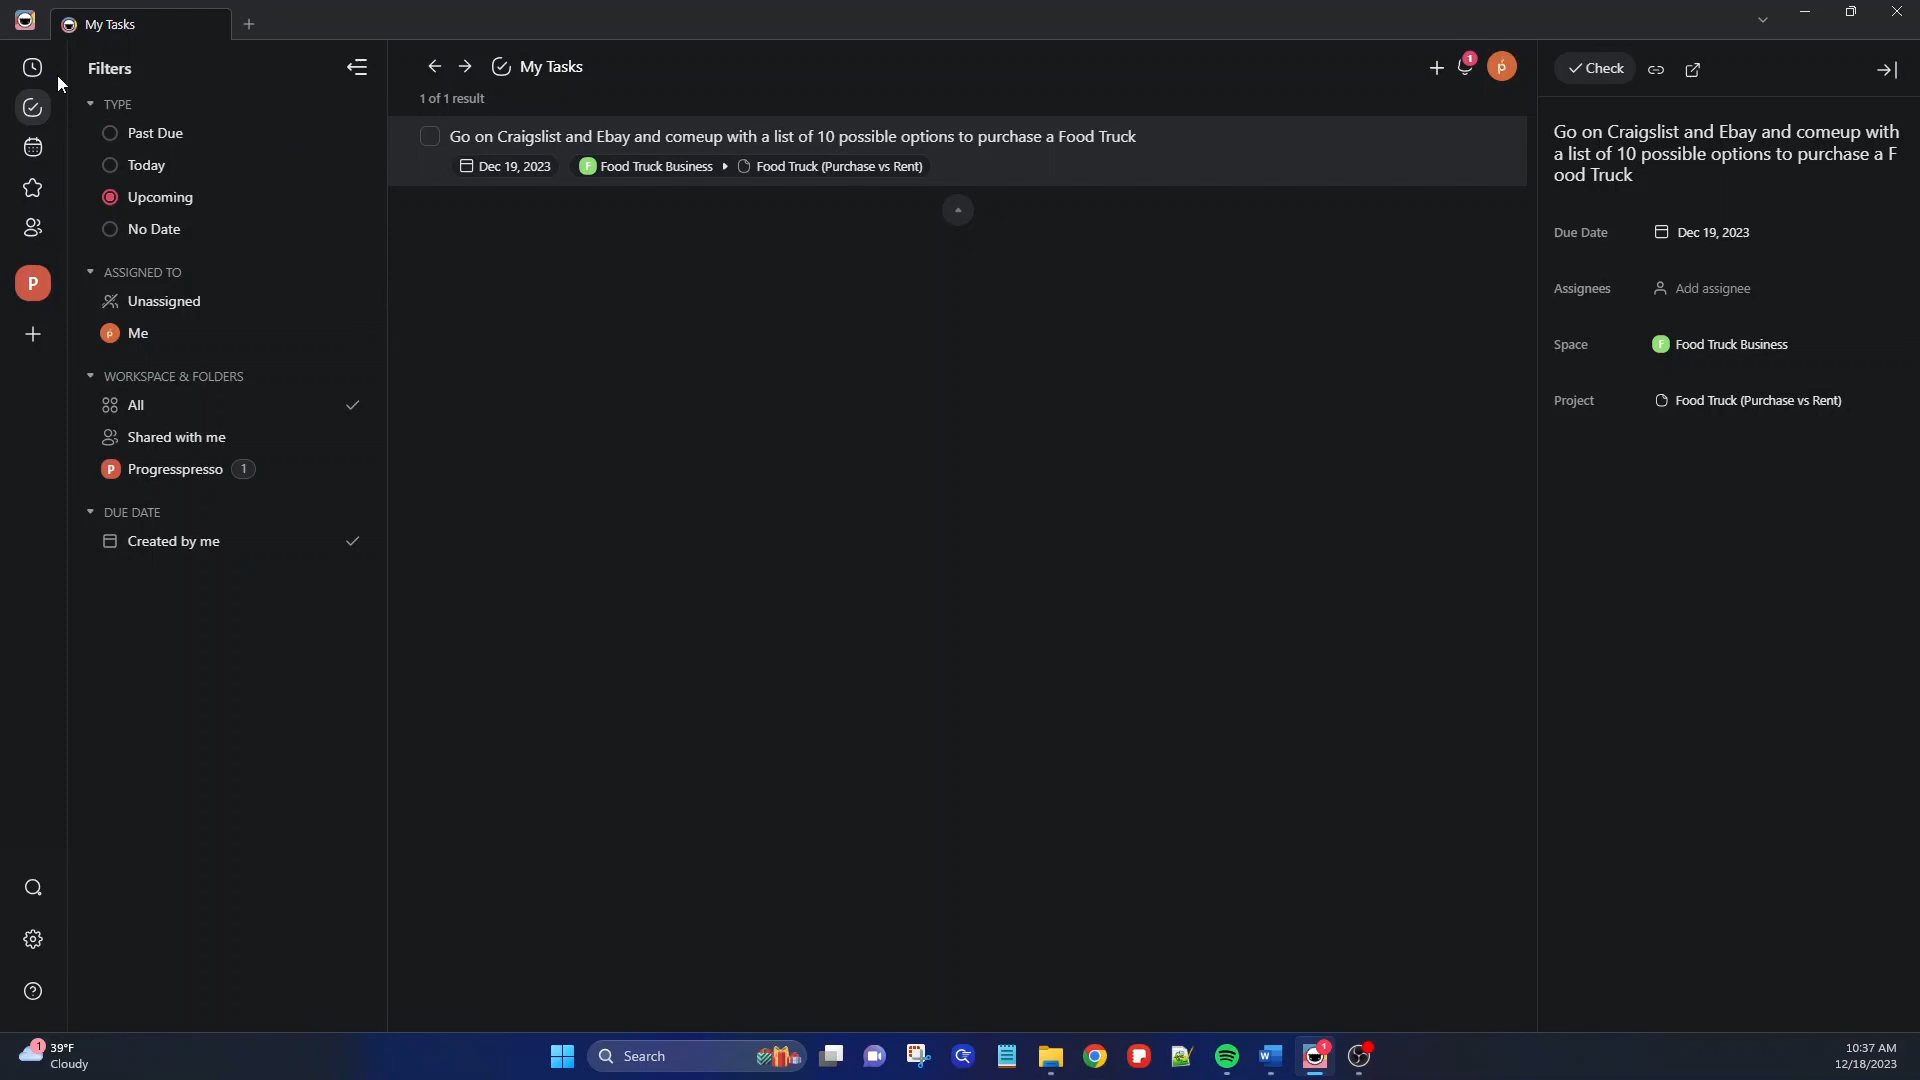 My Tasks
Filters
TYPE
Past Due
Today
Upcoming
No Date
ASSIGNED TO
Unassigned
ṕ Me
WORKSPACE & FOLDERS
All
Shared with me
P Progresspresso 1
DUE DATE
Created by me
P
My Tasks
1
ṕ
1 of 1 result
Go on Craigslist and Ebay and comeup with a list of 10 possible options to purchase a Food Truck
Dec 19, 2023 F Food Truck Business Food Truck (Purchase vs Rent)
Check
Go on Craigslist and Ebay and comeup with
a list of 10 possible options to purchase a F
ood Truck
Due Date Dec 19, 2023
Assignees Add assignee
Space F Food Truck Business
Project Food Truck (Purchase vs Rent)
1
39°F
Cloudy
Search
W
1
10:37 AM
12/18/2023